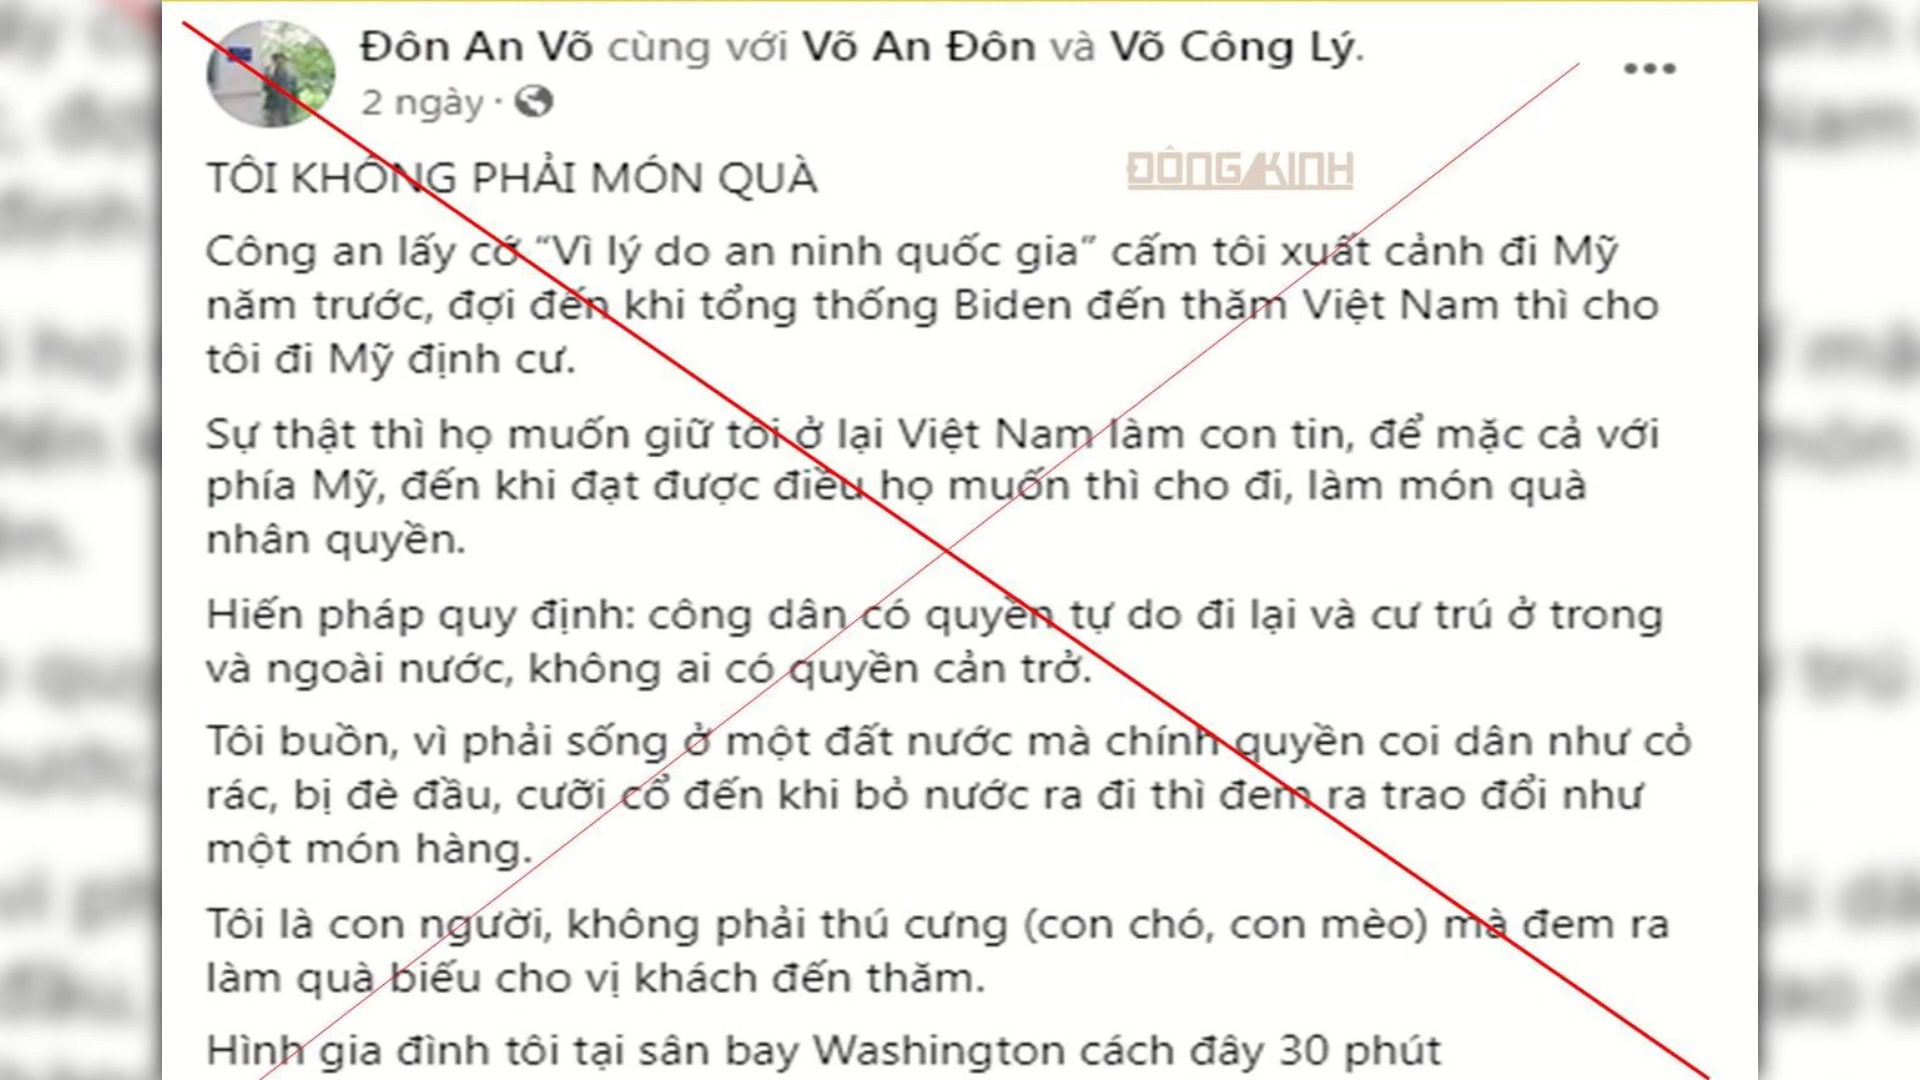 Đôn An Võ cùng với Võ An Đôn và Võ Công Lý.
2 ngày ·
TÔI KHÔNG PHẢI MÓN QUÀ
ĐÔNG KINH
Công an lấy cớ “Vì lý do an ninh quốc gia” cấm tôi xuất cảnh đi Mỹ
năm trước, đợi đến khi tổng thống Biden đến thăm Việt Nam thì cho
tôi đi Mỹ định cư.
Sự thật thì họ muốn giữ tôi ở lại Việt Nam làm con tin, để mặc cả với
phía Mỹ, đến khi đạt được điều họ muốn thì cho đi, làm món quà
nhân quyền.
Hiến pháp quy định: công dân có quyền tự do đi lại và cư trú ở trong
và ngoài nước, không ai có quyền cản trở.
Tôi buồn, vì phải sống ở một đất nước mà chính quyền coi dân như cỏ
rác, bị đè đầu, cưỡi cổ đến khi bỏ nước ra đi thì đem ra trao đổi như
một món hàng.
Tôi là con người, không phải thú cưng (con chó, con mèo) mà đem ra
làm quà biếu cho vị khách đến thăm.
Hình gia đình tôi tại sân bay Washington cách đây 30 phút